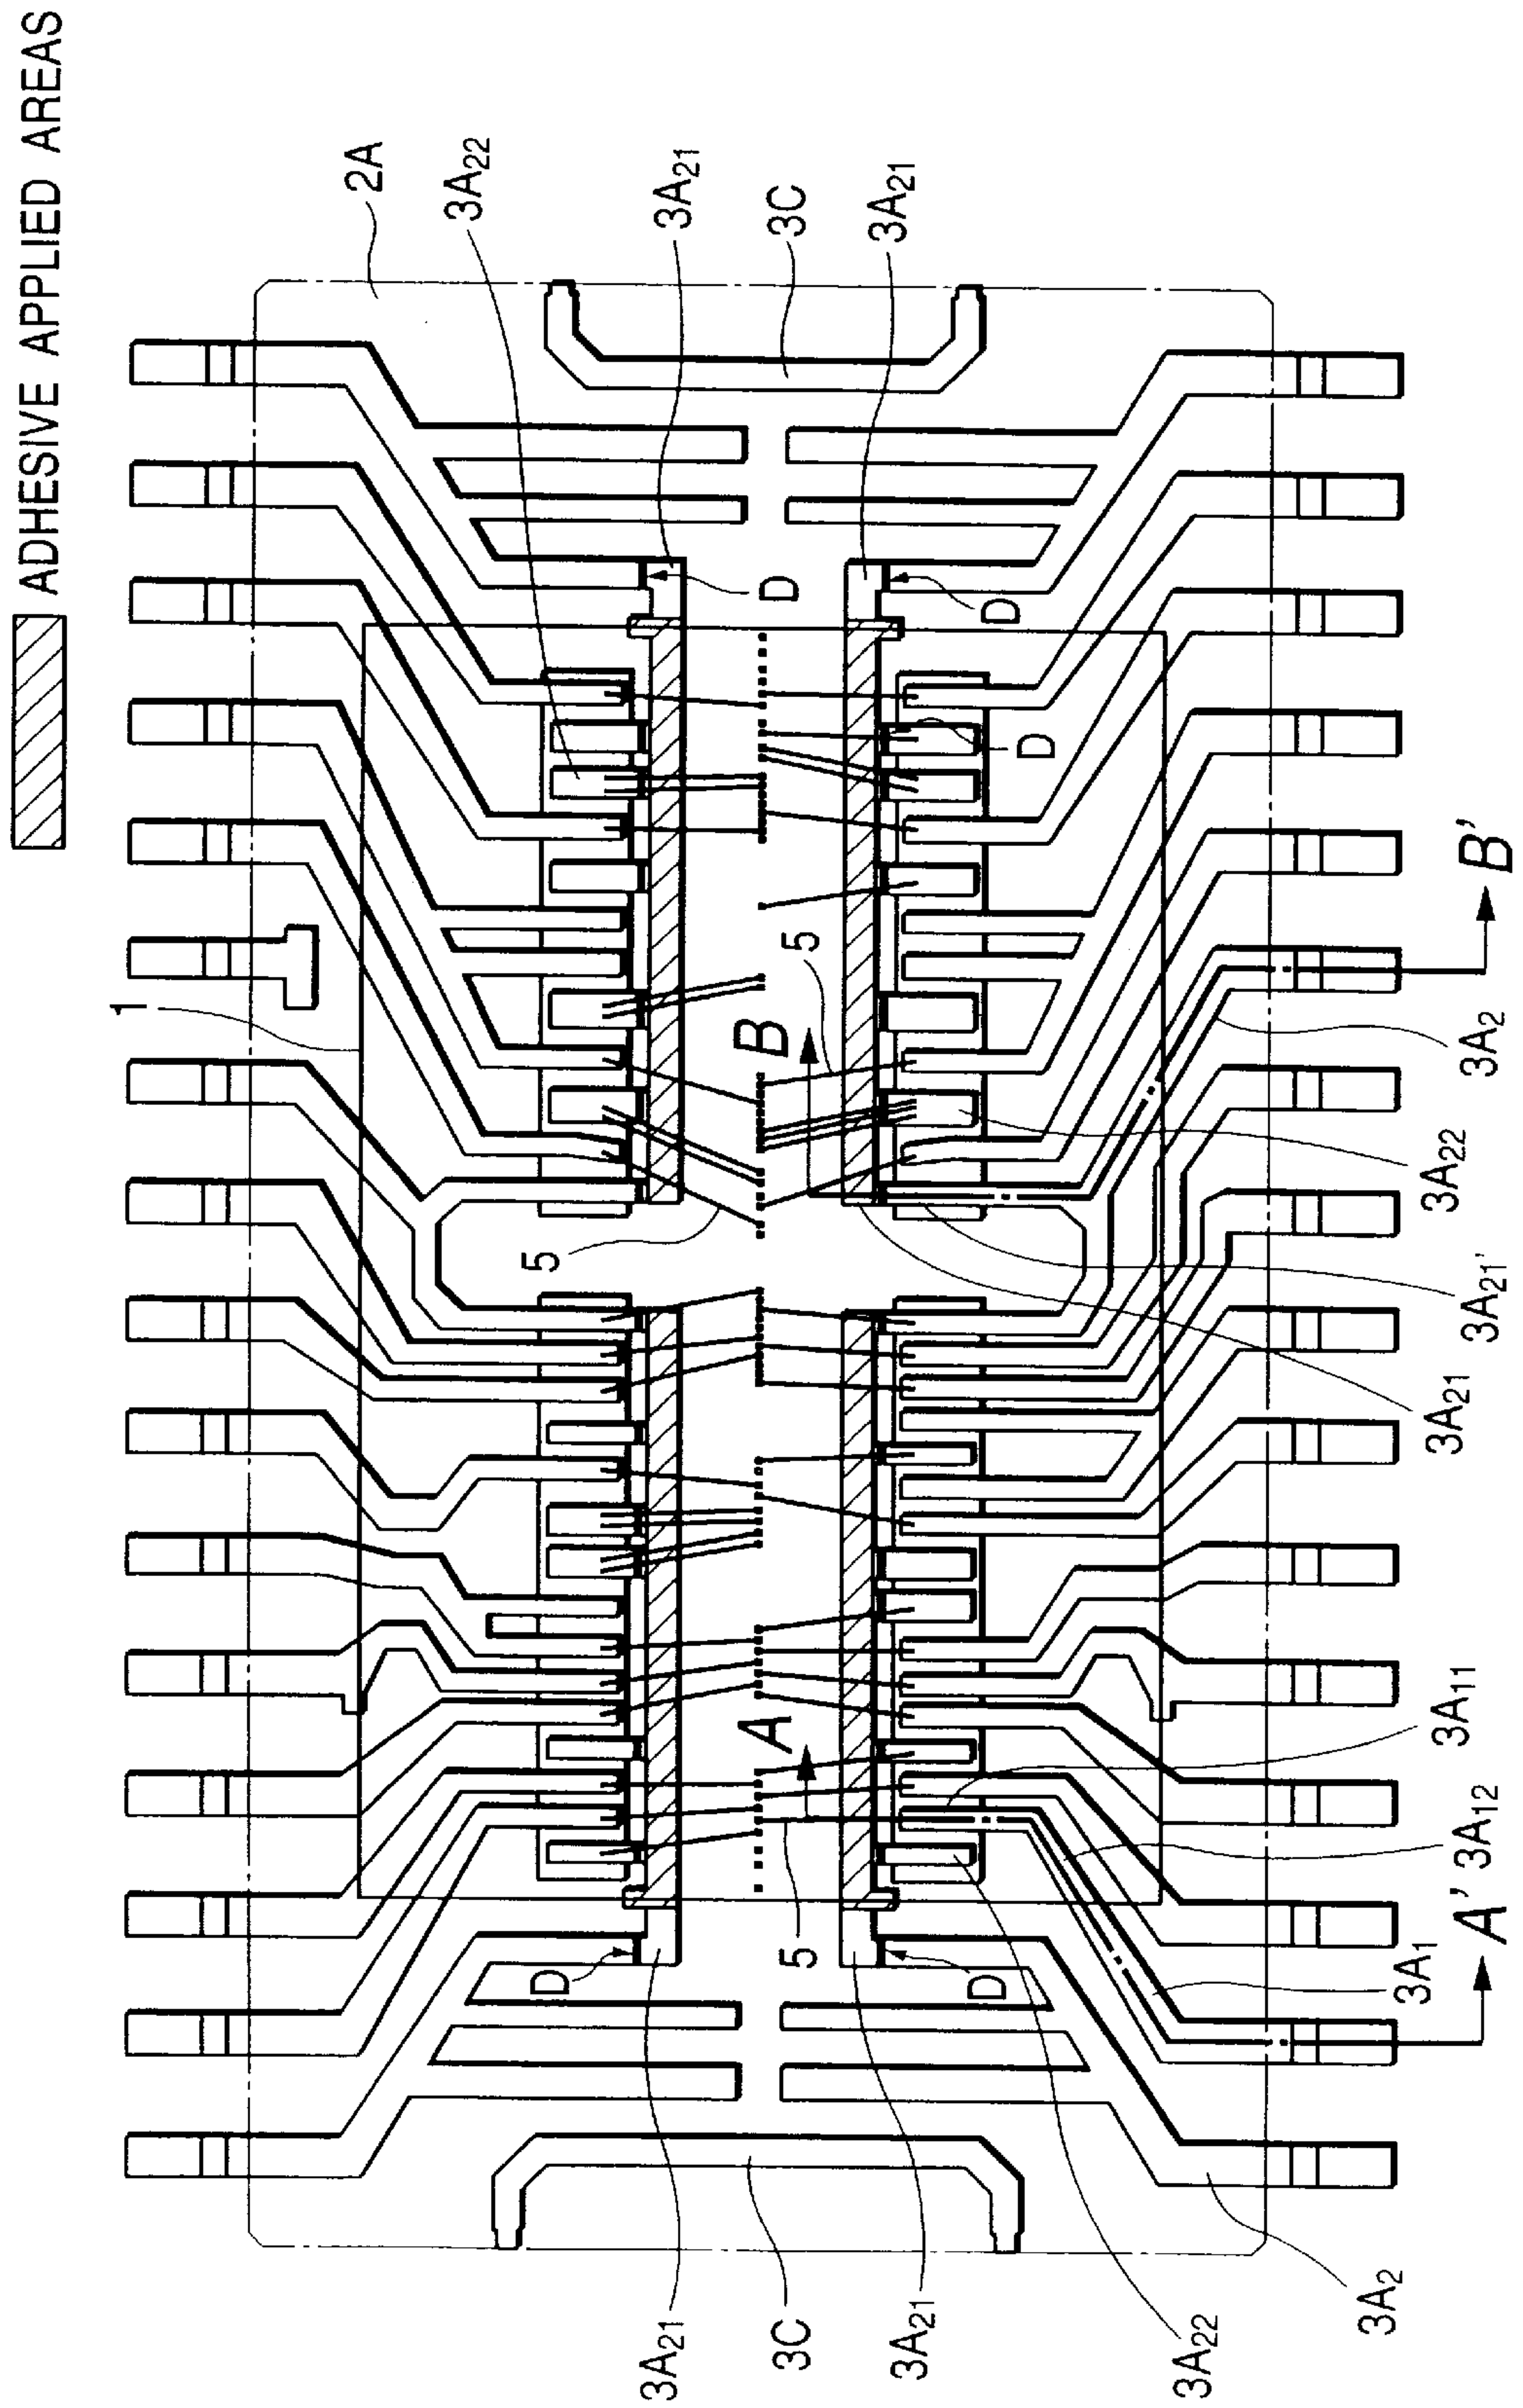 ADHESIVE APPLIED AREAS
3A21
3C
3A21
3A22
3A2
D
D
5
A
3A1
A'
3A12
3A11
5
1
B
5
3A21
3A21'
3A22
3A2
B'
D
D
D
3A22
2A
3A21
3C
3A21